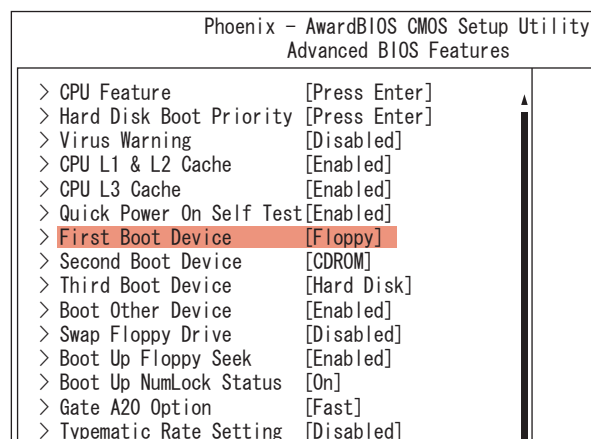 Phoenix - AwardBIOS CMOS Setup Utility
Advanced BIOS Features
> CPU Feature [Press Enter]
> Hard Disk Boot Priority [Press Enter]
> Virus Warning [Disabled]
> CPU L1 & L2 Cache [Enabled]
> CPU L3 Cache [Enabled]
> Quick Power On Self Test[Enabled]
> First Boot Device [Floppy]
> Second Boot Device [CDROM]
> Third Boot Device [Hard Disk]
> Boot Other Device [Enabled]
> Swap Floppy Drive [Disabled]
> Boot Up Floppy Seek [Enabled]
> Boot Up NumLock Status [On]
> Gate A20 Option [Fast]
> Typematic Rate Setting [Disabled]